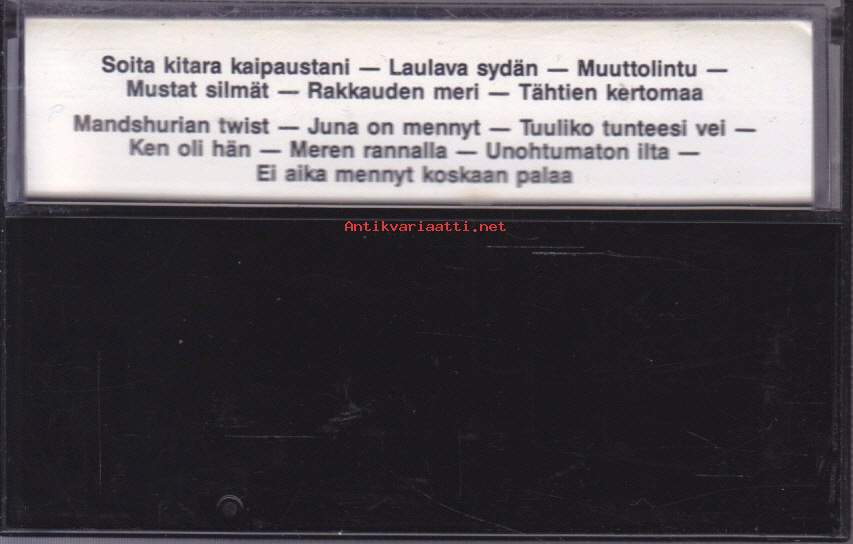 Soita kitara kaipaustani — Laulava sydän — Muuttolintu —
Mustat silmät — Rakkauden meri — Tähtien kertomaa
Mandshurian twist — Juna on mennyt — Tuuliko tunteesi vei —
Ken oli hän — Meren rannalla — Unohtumaton ilta —
Ei aika mennyt koskaan palaa
Antikvariaatti.net